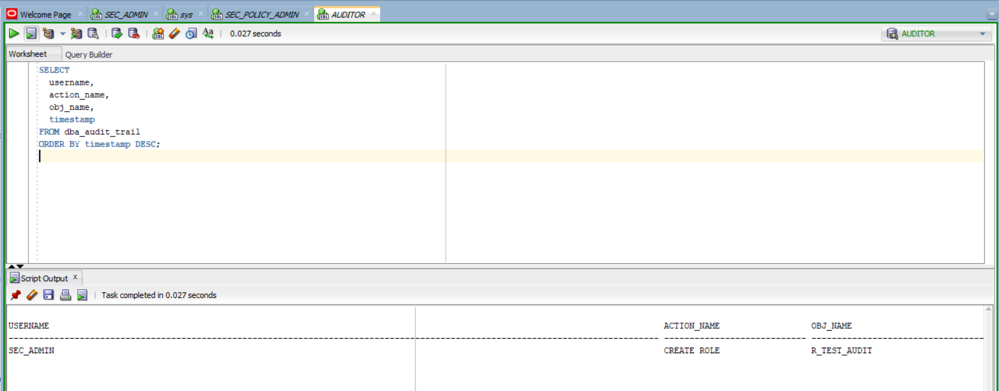 Welcome Page SEC_ADMIN sys SEC_POLICY_ADMIN AUDITOR
0.027 seconds AUDITOR
Worksheet Query Builder
SELECT
username,
action_name,
obj_name,
timestamp
FROM dba_audit_trail
ORDER BY timestamp DESC;
Script Output x
Task completed in 0.027 seconds
USERNAME ACTION_NAME OBJ_NAME
SEC_ADMIN CREATE ROLE R_TEST_AUDIT